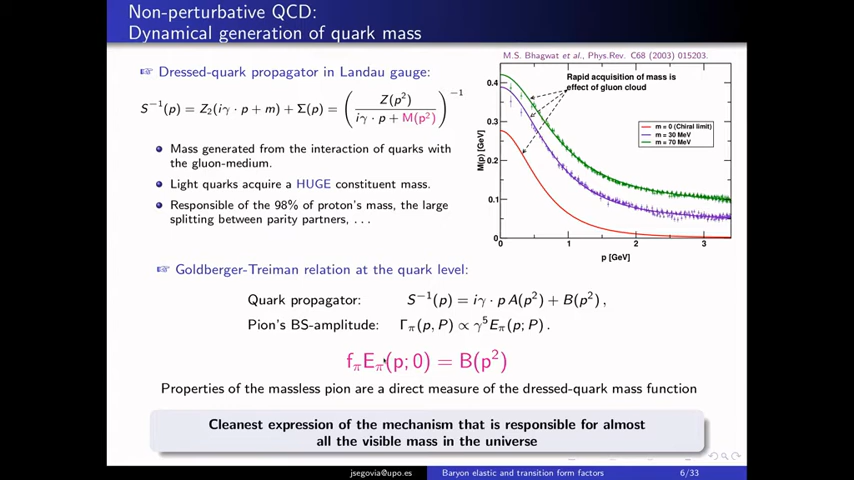 Non-perturbative QCD:
Dynamical generation of quark mass
☞ Dressed-quark propagator in Landau gauge:
S⁻¹(p) = Z₂(iγ · p + m) + Σ(p) = ( Z(p²) / iγ · p + M(p²) )⁻¹
● Mass generated from the interaction of quarks with
the gluon-medium.
● Light quarks acquire a HUGE constituent mass.
● Responsible of the 98% of proton's mass, the large
splitting between parity partners, . . .
M.S. Bhagwat et al., Phys.Rev. C68 (2003) 015203.
Rapid acquisition of mass is
effect of gluon cloud
m = 0 (Chiral limit)
m = 30 MeV
m = 70 MeV
M(p) [GeV]
0.4
0.3
0.2
0.1
0
0 1 2 3
p [GeV]
☞ Goldberger-Treiman relation at the quark level:
Quark propagator: S⁻¹(p) = iγ · p A(p²) + B(p²) ,
Pion's BS-amplitude: Γπ(p, P) ∝ γ⁵Eπ(p; P) .
fπEπ(p; 0) = B(p²)
Properties of the massless pion are a direct measure of the dressed-quark mass function
Cleanest expression of the mechanism that is responsible for almost
all the visible mass in the universe
jsegovia@upo.es Baryon elastic and transition form factors 6/33